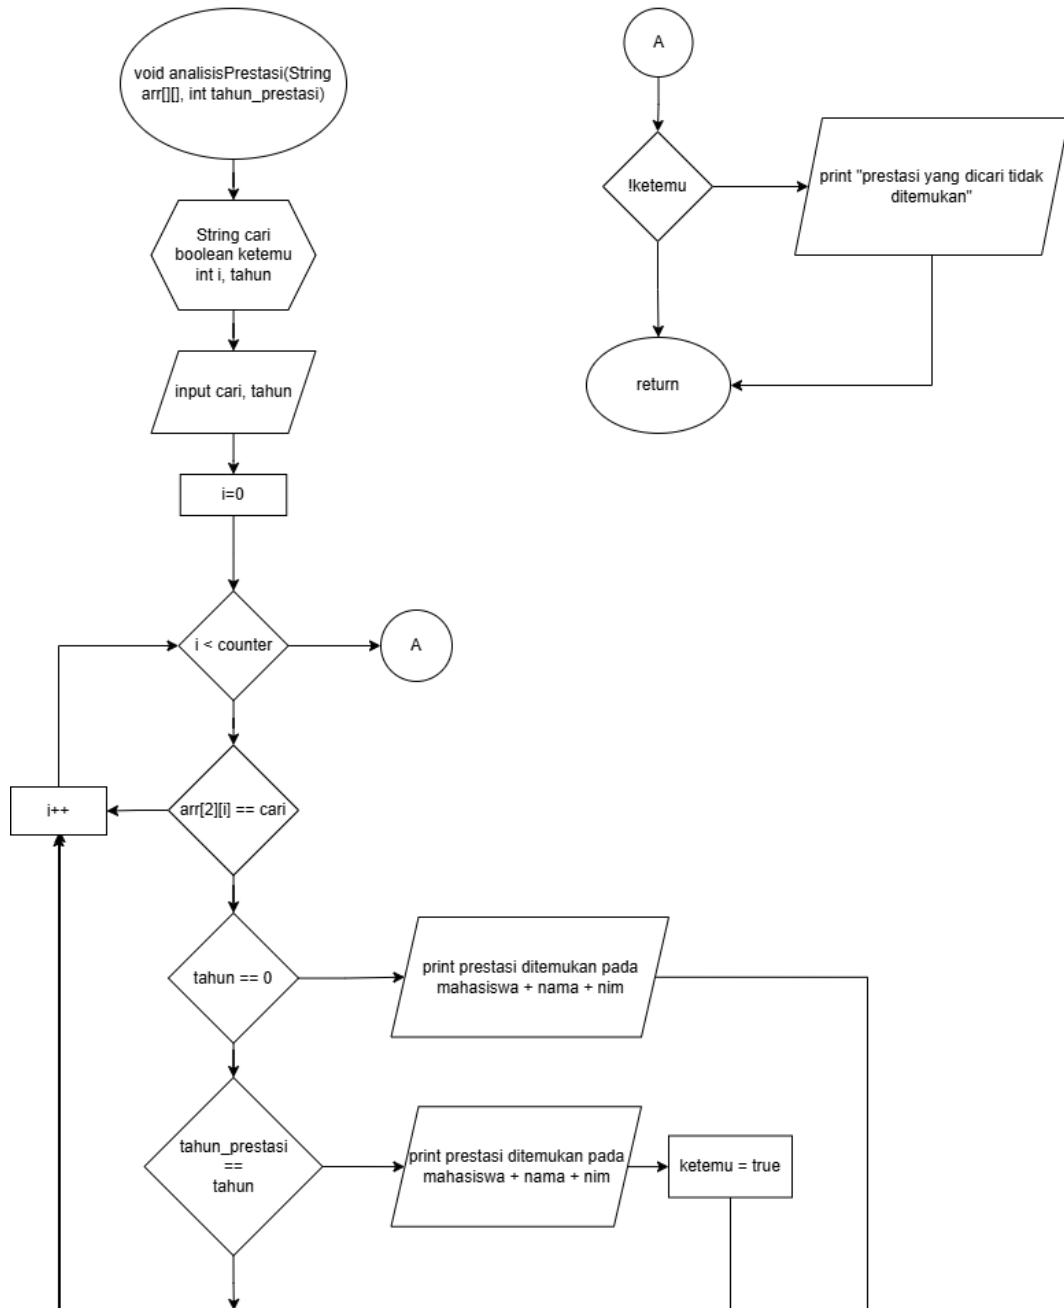 void analisisPrestasi(String
arr[][], int tahun_prestasi)
String cari
boolean ketemu
int i, tahun
input cari, tahun
i=0
i < counter
A
arr[2][i] == cari
i++
tahun == 0
print prestasi ditemukan pada
mahasiswa + nama + nim
tahun_prestasi
==
tahun
print prestasi ditemukan pada
mahasiswa + nama + nim
ketemu = true
A
!ketemu
print "prestasi yang dicari tidak
ditemukan"
return